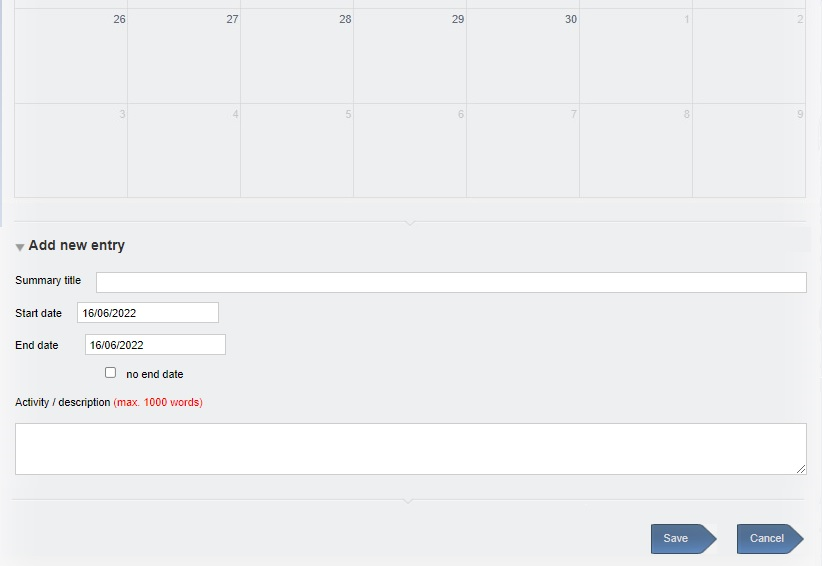 26 27 28 29 30 1 2
3 4 5 6 7 8 9
Add new entry
Summary title
Start date 16/06/2022
End date 16/06/2022
no end date
Activity / description (max. 1000 words)
Save Cancel